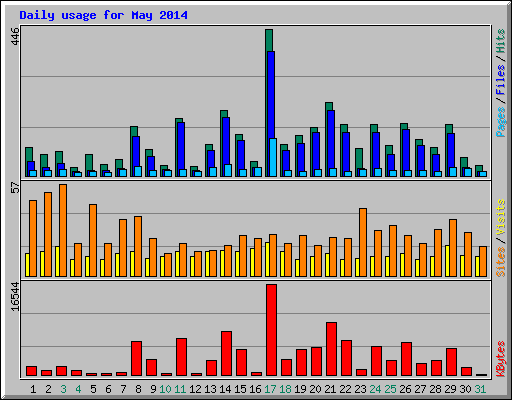 Daily usage for May 2014
446
Pages / Files / Hits
57
Sites / Visits
16544
KBytes
1 2 3 4 5 6 7 8 9 10 11 12 13 14 15 16 17 18 19 20 21 22 23 24 25 26 27 28 29 30 31